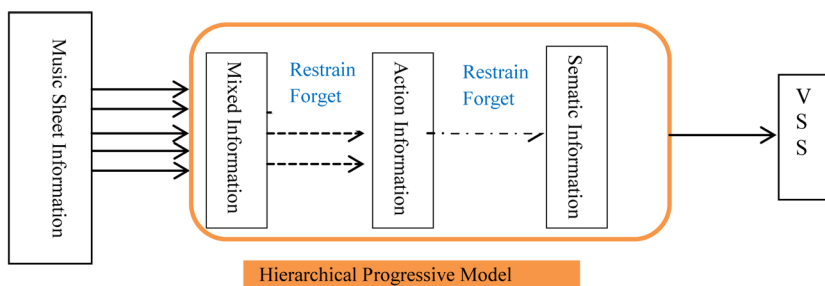 Music Sheet Information
Mixed Information
Restrain
Forget
Action Information
Restrain
Forget
Sematic Information
V
S
S
Hierarchical Progressive Model